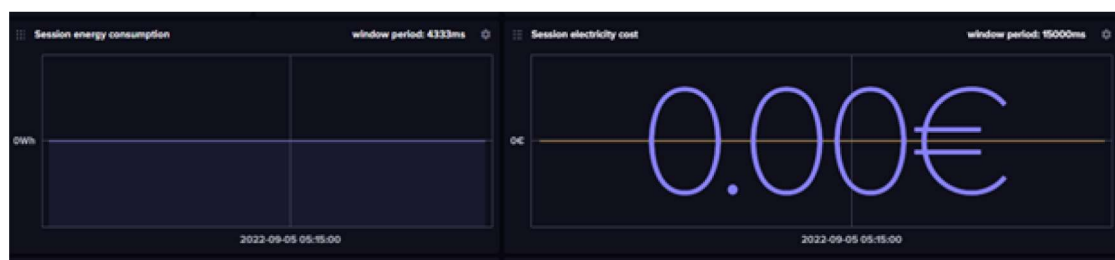 Session energy consumption
window period: 4333ms
0Wh
2022-09-05 05:15:00
Session electricity cost
window period: 15000ms
0€
0.00€
2022-09-05 05:15:00